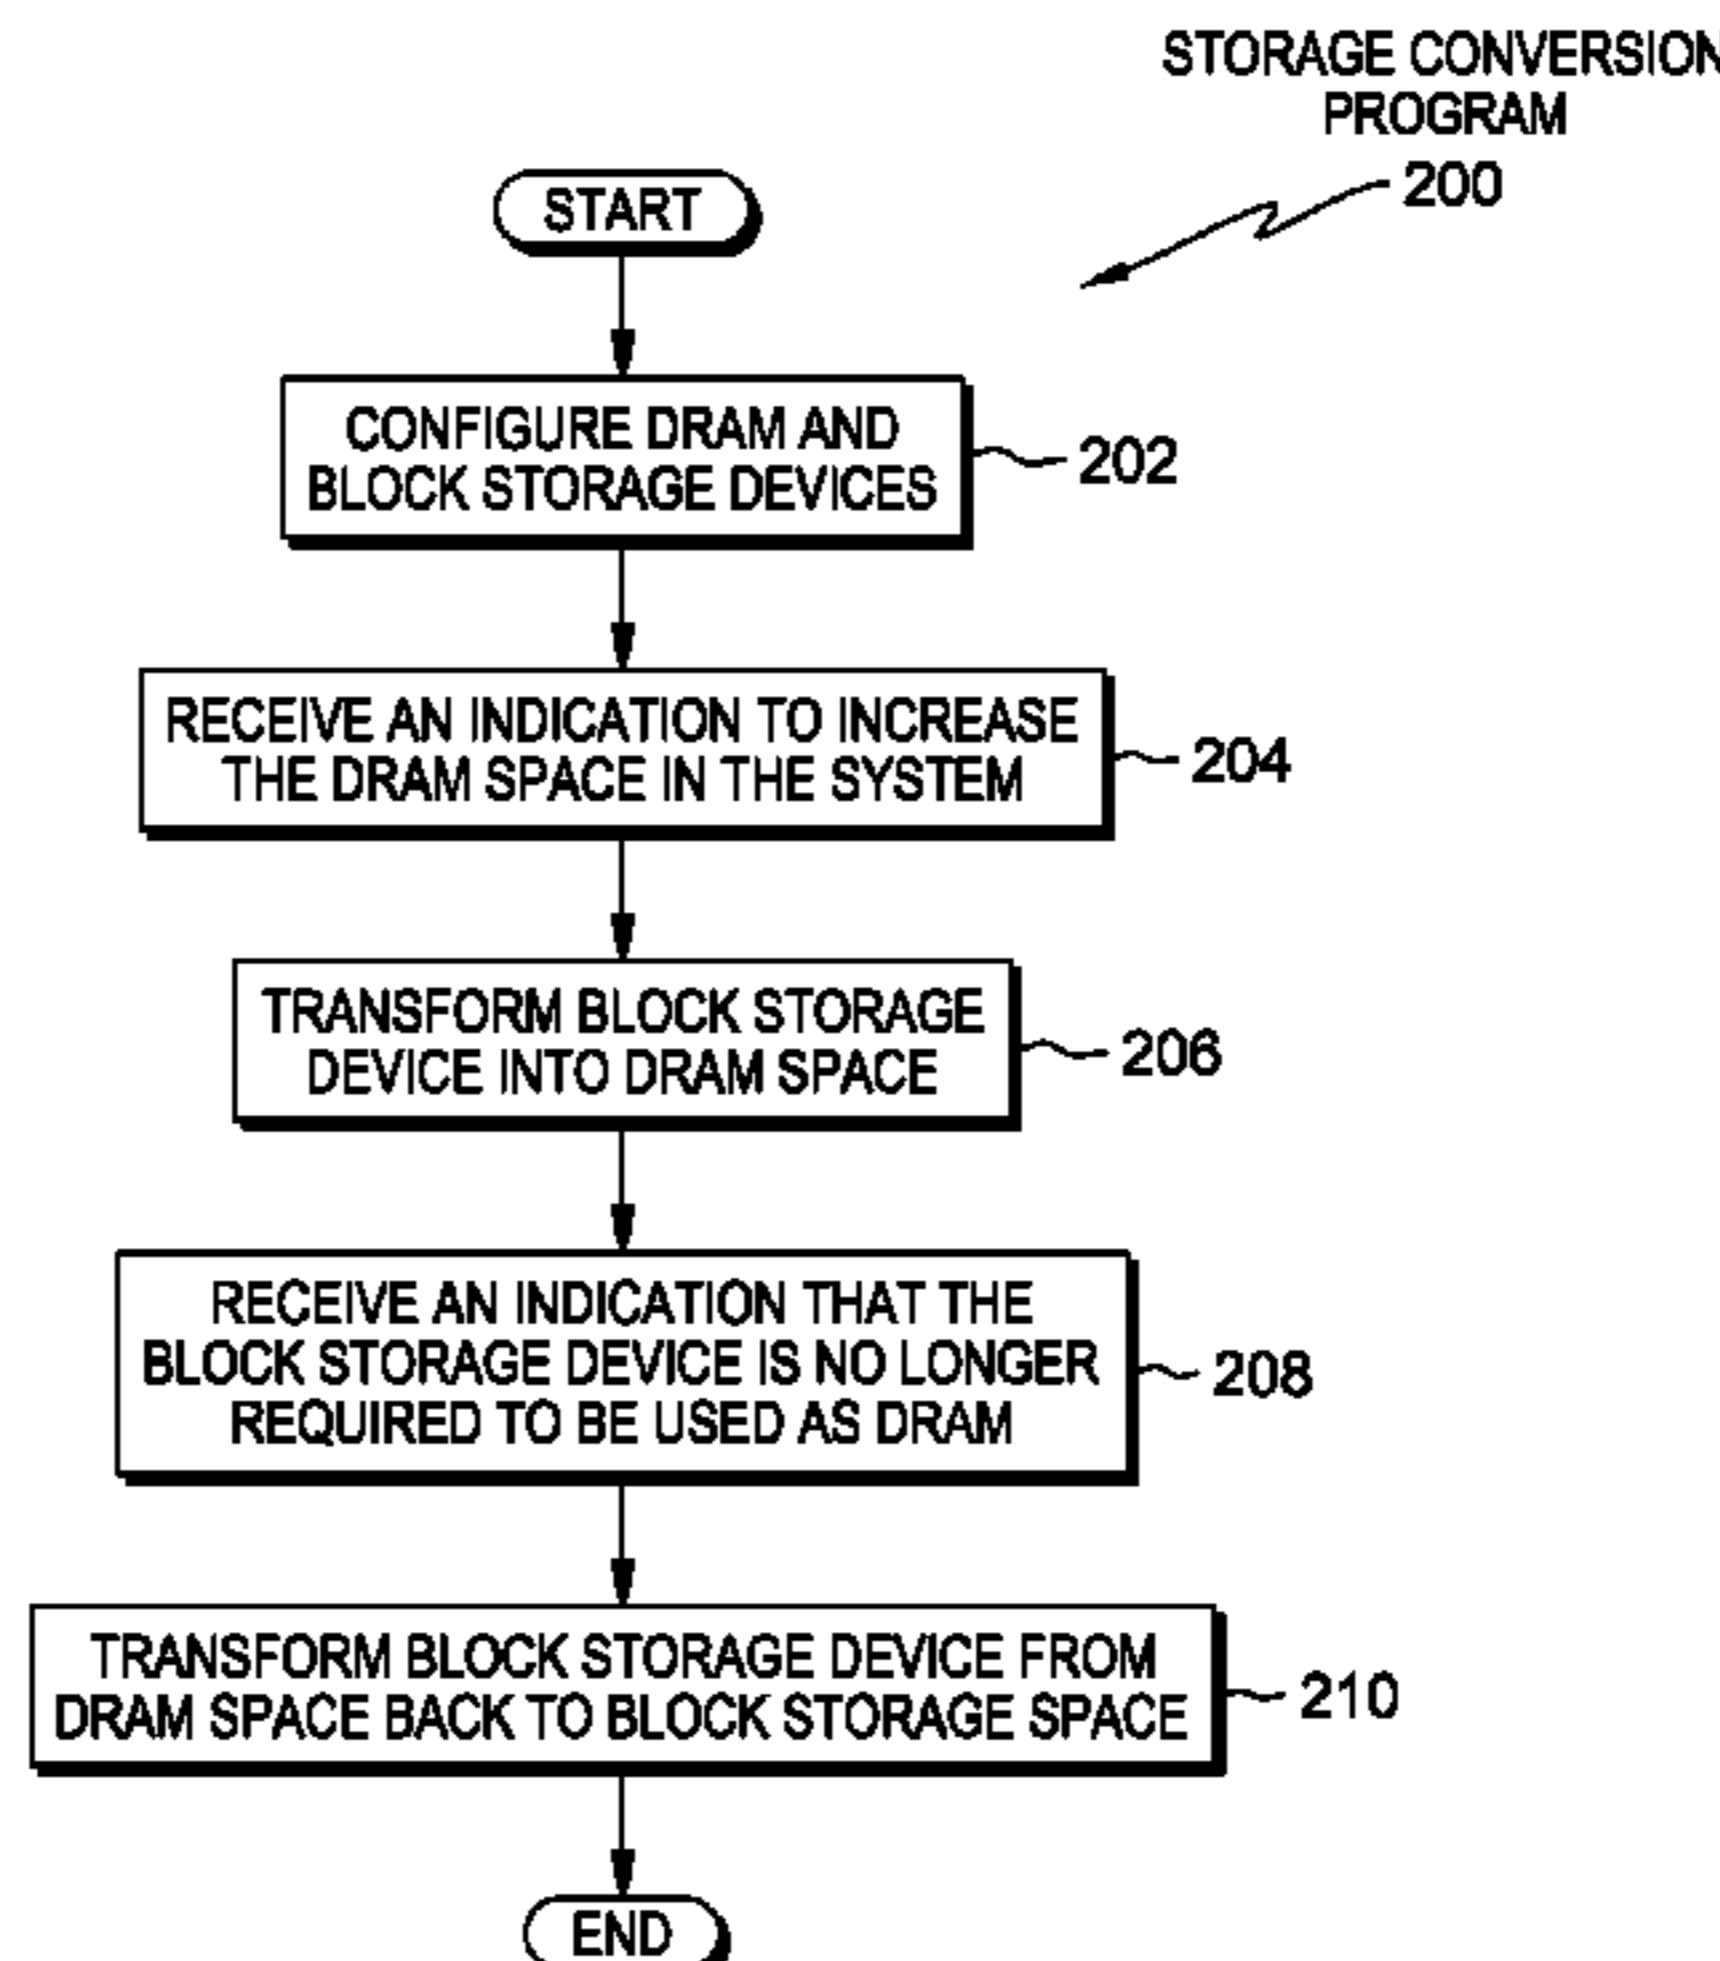 STORAGE CONVERSION
PROGRAM
200
START
CONFIGURE DRAM AND
BLOCK STORAGE DEVICES
202
RECEIVE AN INDICATION TO INCREASE
THE DRAM SPACE IN THE SYSTEM
204
TRANSFORM BLOCK STORAGE
DEVICE INTO DRAM SPACE
206
RECEIVE AN INDICATION THAT THE
BLOCK STORAGE DEVICE IS NO LONGER
REQUIRED TO BE USED AS DRAM
208
TRANSFORM BLOCK STORAGE DEVICE FROM
DRAM SPACE BACK TO BLOCK STORAGE SPACE
210
END